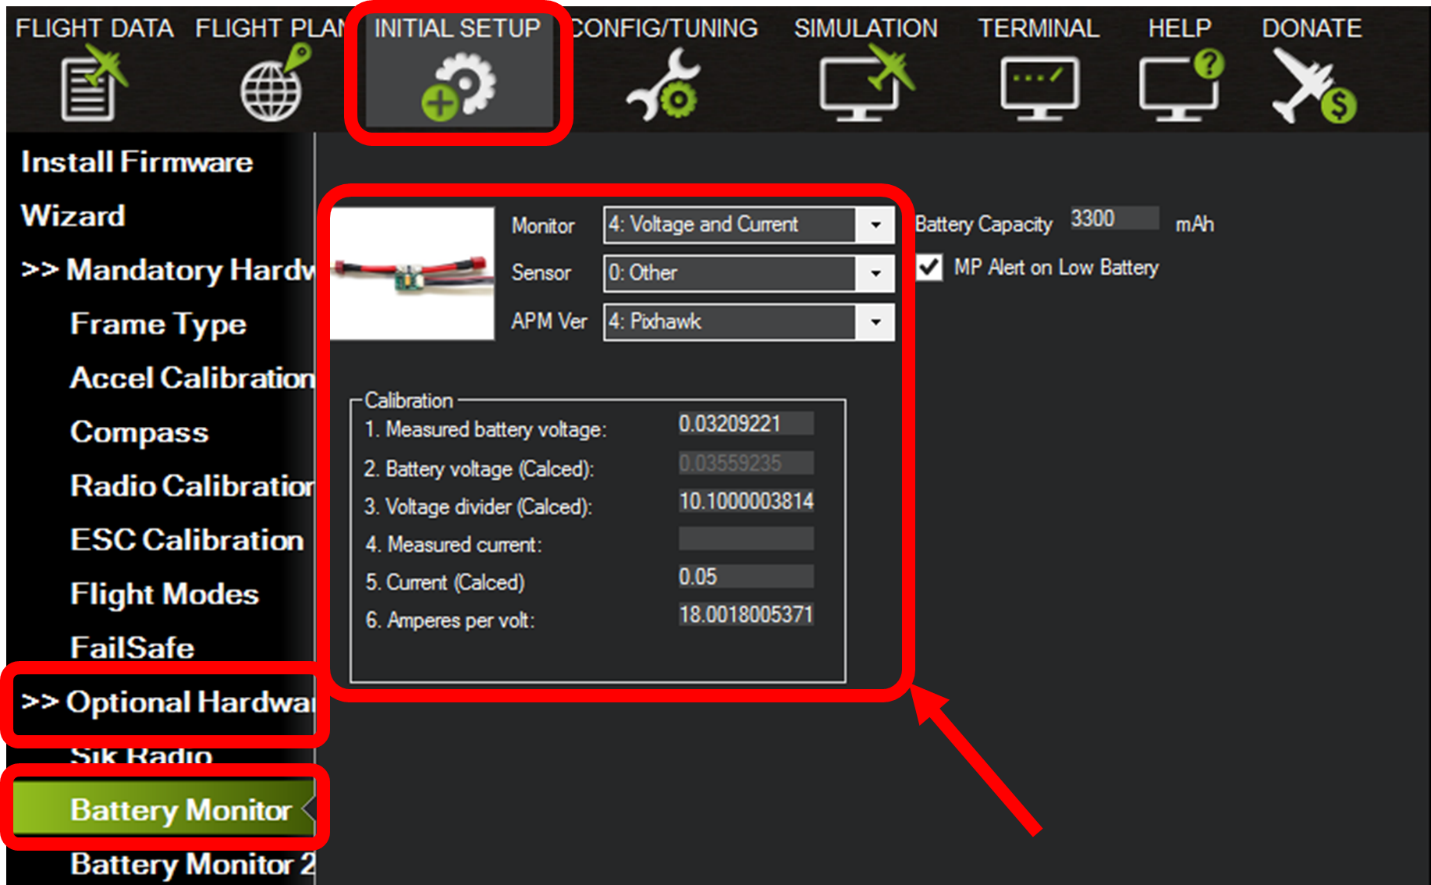 FLIGHT DATA FLIGHT PLAN INITIAL SETUP CONFIG/TUNING SIMULATION TERMINAL HELP DONATE
Install Firmware
Wizard
>> Mandatory Hardw
Frame Type
Accel Calibration
Compass
Radio Calibration
ESC Calibration
Flight Modes
FailSafe
>> Optional Hardwar
Sik Radio
Battery Monitor
Battery Monitor 2
Monitor 4: Voltage and Current
Sensor 0: Other
APM Ver 4: Pixhawk
Battery Capacity 3300 mAh
MP Alert on Low Battery
Calibration
1. Measured battery voltage: 0.03209221
2. Battery voltage (Calced): 0.03559235
3. Voltage divider (Calced): 10.1000003814
4. Measured current:
5. Current (Calced) 0.05
6. Amperes per volt: 18.0018005371